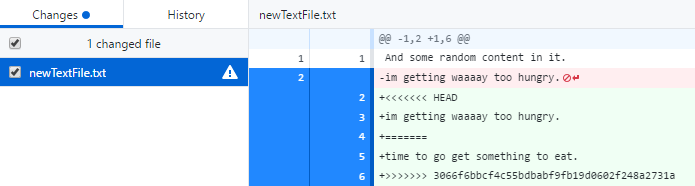 Changes
History
newTextFile.txt
1 changed file
newTextFile.txt
@@ -1,2 +1,6 @@
1 1 And some random content in it.
2 -im getting waaaay too hungry.
2 +<<<<<<< HEAD
3 +im getting waaaay too hungry.
4 +=======
5 +time to go get something to eat.
6 +>>>>>>> 3066f6bbcf4c55bdbabf9fb19d0602f248a2731a